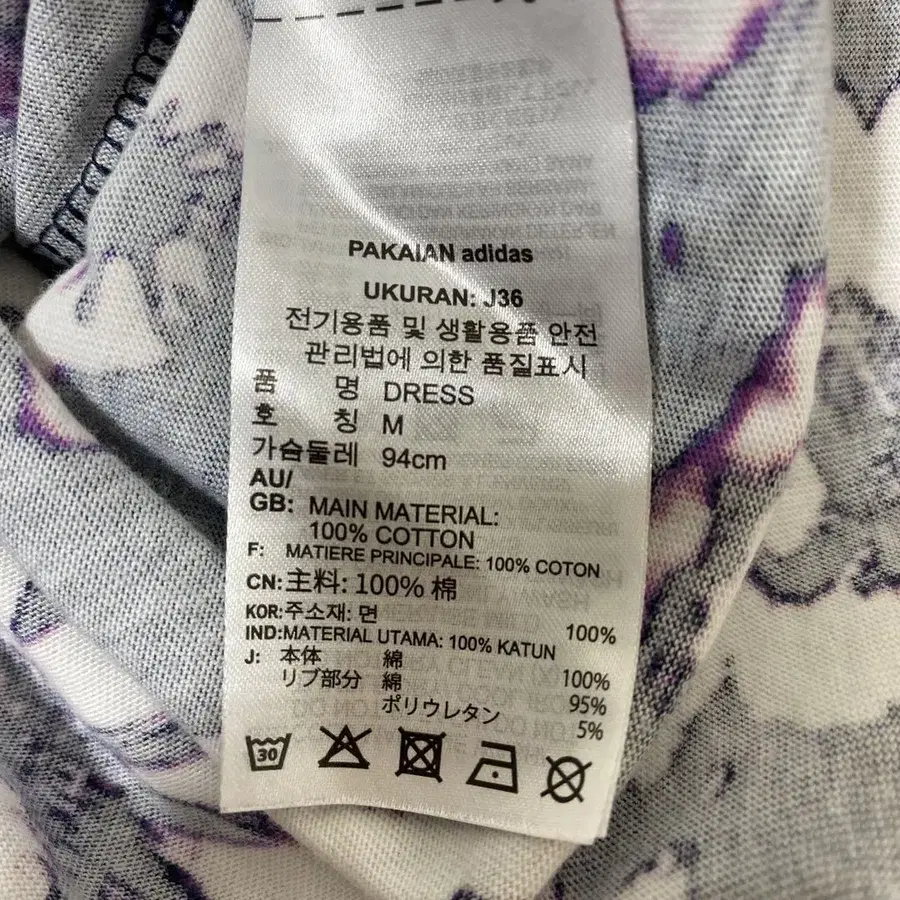 PAKAIAN adidas
UKURAN: J36
전기용품 및 생활용품 안전
관리법에 의한 품질표시
품 명 DRESS
호 칭 M
가슴둘레 94cm
AU/
GB: MAIN MATERIAL:
100% COTTON
F: MATIERE PRINCIPALE: 100% COTON
CN: 主料: 100% 棉
KOR: 주소재: 면 100%
IND: MATERIAL UTAMA: 100% KATUN
J: 本体 綿 100%
リブ部分 綿 95%
ポリウレタン 5%
30